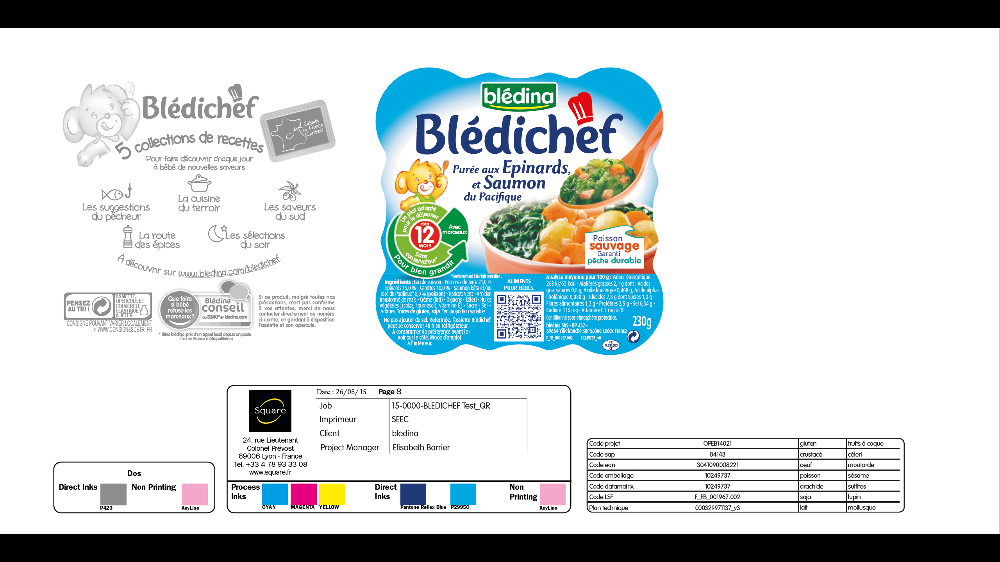 Blédichef
Cuisinés
en France
(Corrèze)
5 collections de recettes
Pour faire découvrir chaque jour
à bébé de nouvelles saveurs
Les suggestions
du pêcheur
La cuisine
du terroir
Les saveurs
du sud
La route
des épices
Les sélections
du soir
À découvrir sur www.bledina.com/bledichef
PENSEZ
AU TRI !
ASSIETTE,
OPERCULE ET
COUVERCLE
PLASTIQUE
À JETER
CONSIGNE POUVANT VARIER LOCALEMENT
> WWW.CONSIGNESDETRI.FR
Que faire
si bébé
refuse les
morceaux ?
Blédina
conseil
au 3240* et bledina.com
* dîtes blédina (prix d'un appel local depuis un poste
fixe en France métropolitaine)
Si ce produit, malgré toutes nos
précautions, n'est pas conforme
à vos attentes, merci de nous
contacter directement au numéro
ci-contre, en gardant à disposition
l'assiette et son opercule.
blédina
Blédichef
Purée aux Epinards,
et Saumon
du Pacifique
Un plat adapté
pour le déjeuner
dès
12
MOIS
Avec
morceaux
Sans
conservateur*
Pour bien grandir
Poisson
sauvage
Garanti
pêche durable
*Conformément à la réglementation.
Ingrédients : Eau de cuisson - Pommes de terre 21,0 %
- Epinards 15,0 % - Carottes 10,0 % - Saumon kéta et/ou
rose du Pacifique* 8,0 % (poisson) - Haricots verts - Amidon
transformé de maïs - Crème (lait) - Oignons - Céleri - Huiles
végétales [(colza, tournesol), vitamine E] - Sucre - Sel -
Arômes. Traces de gluten, soja. *en proportion variable
Ne pas ajouter de sel. Refermée, l'assiette Blédichef
peut se conserver 48 h au réfrigérateur.
A consommer de préférence avant le :
voir sur le côté. Mode d'emploi
à l'intérieur.
ALIMENTS
POUR BÉBÉS.
Analyse moyenne pour 100 g : Valeur énergétique
263 kJ/63 kcal - Matières grasses 2,1 g dont : Acides
gras saturés 0,8 g, Acide linoléique 0,408 g, Acide alpha-
linolénique 0,080 g - Glucides 7,8 g dont Sucres 1,0 g -
Fibres alimentaires 1,3 g - Protéines 2,5 g - Sel 0,34 g -
Sodium 136 mg - Vitamine E 1 mg α-TE
Conditionné sous atmosphère protectrice.
230g
blédina SAS - BP 432 -
69654 Villefranche-sur-Saône Cedex France
F_FB_001967.002 10249737_v0
FR
19.031.003
CE
Square
24, rue Lieutenant
Colonel Prévost
69006 Lyon - France
Tel. +33 4 78 93 33 08
www.square.fr
Date : 26/08/15 Page 8
Job 15-0000-BLEDICHEF Test_QR
Imprimeur SEEC
Client bledina
Project Manager Elisabeth Barrier
Dos
Direct Inks Non Printing
P423 KeyLine
Process
Inks
CYAN MAGENTA YELLOW
Direct
Inks
Pantone Reflex Blue P2995C
Non
Printing
KeyLine
Code projet OPEB14021 gluten fruits à coque
Code sap 84143 crustacé céleri
Code ean 3041090008221 oeuf moutarde
Code emballage 10249737 poisson sésame
Code datamatrix 10249737 arachide sulfites
Code LSF F_FB_001967.002 soja lupin
Plan technique 000329971137_v3 lait mollusque